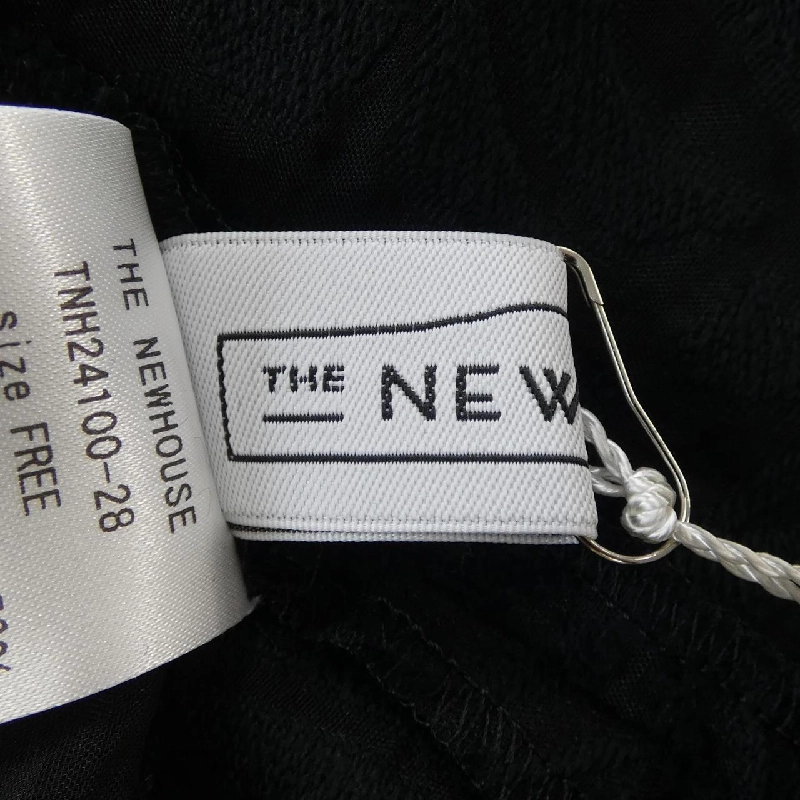 THE NEWHOUSE
TNH24100-28
size FREE
THE NEW